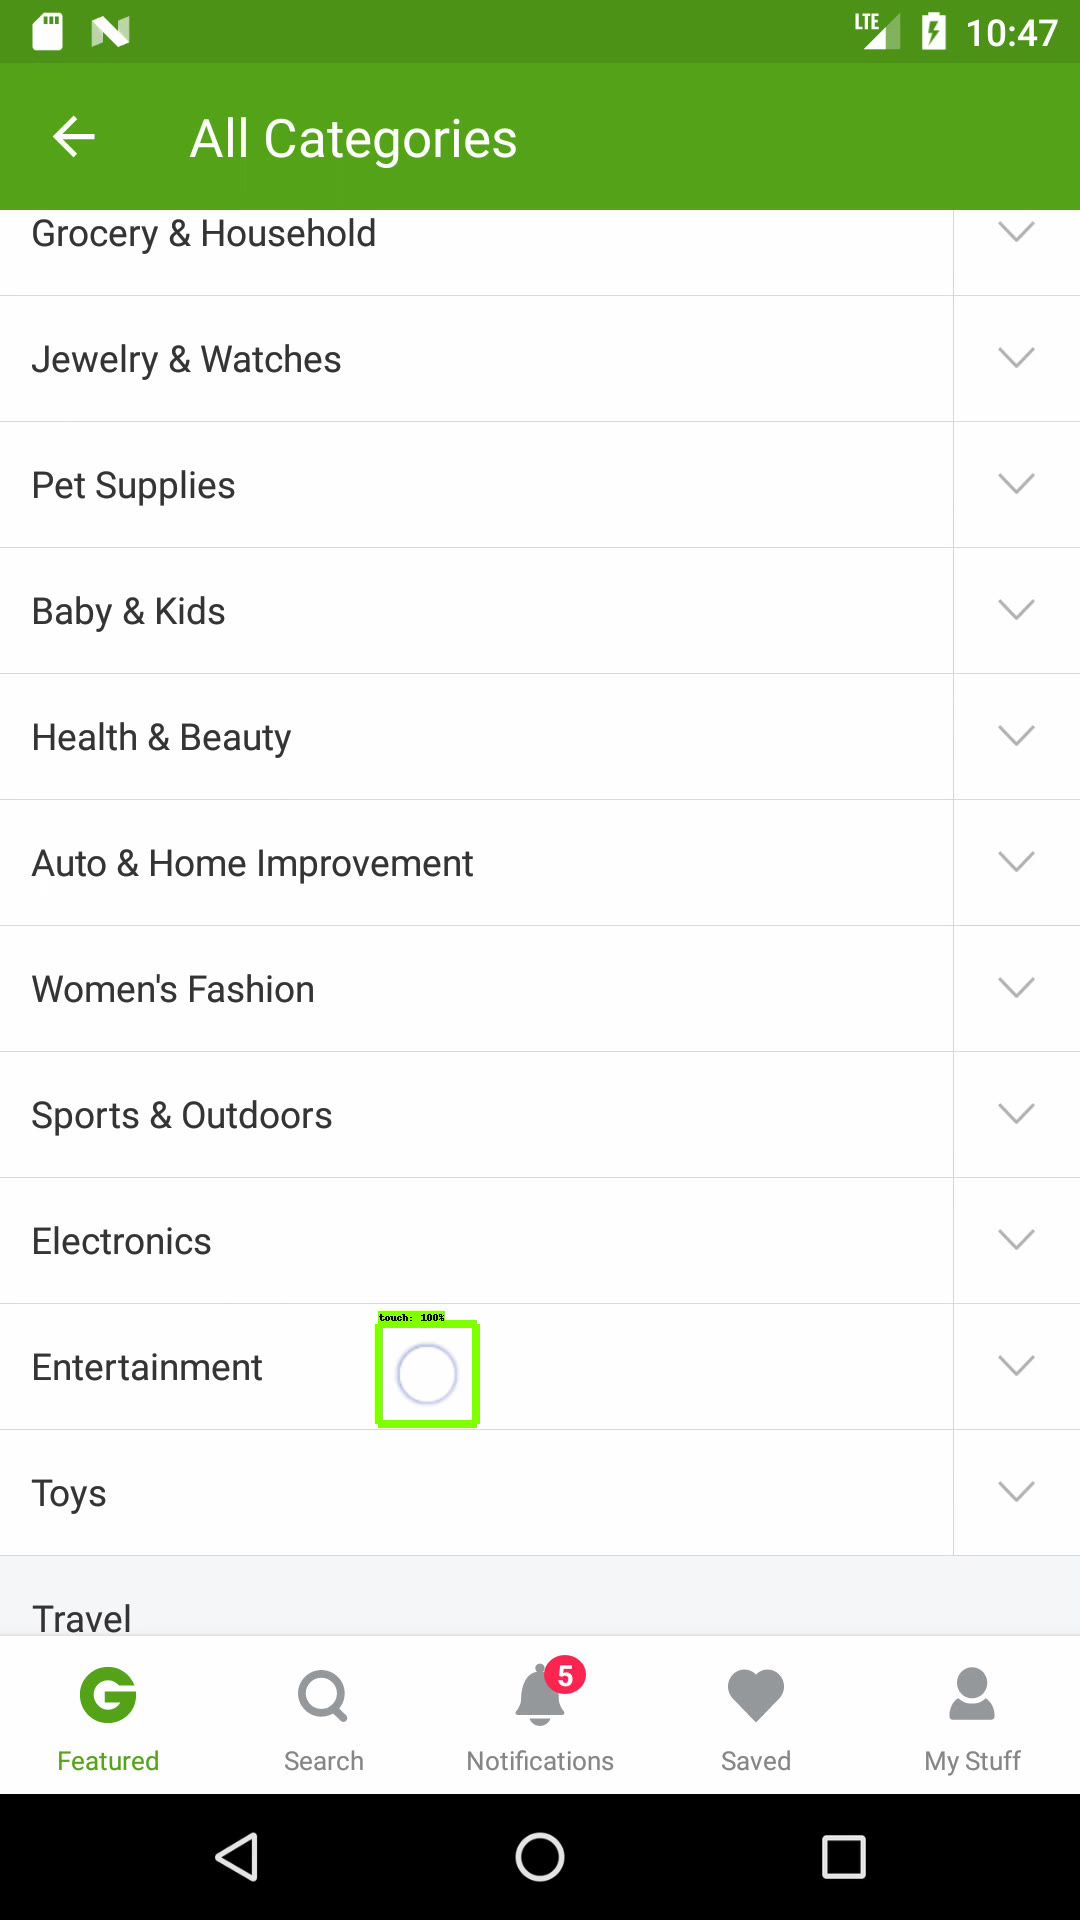 LTE 10:47
All Categories
Grocery & Household
Jewelry & Watches
Pet Supplies
Baby & Kids
Health & Beauty
Auto & Home Improvement
Women's Fashion
Sports & Outdoors
Electronics
touch: 100%
Entertainment
Toys
Travel
5
Featured Search Notifications Saved My Stuff